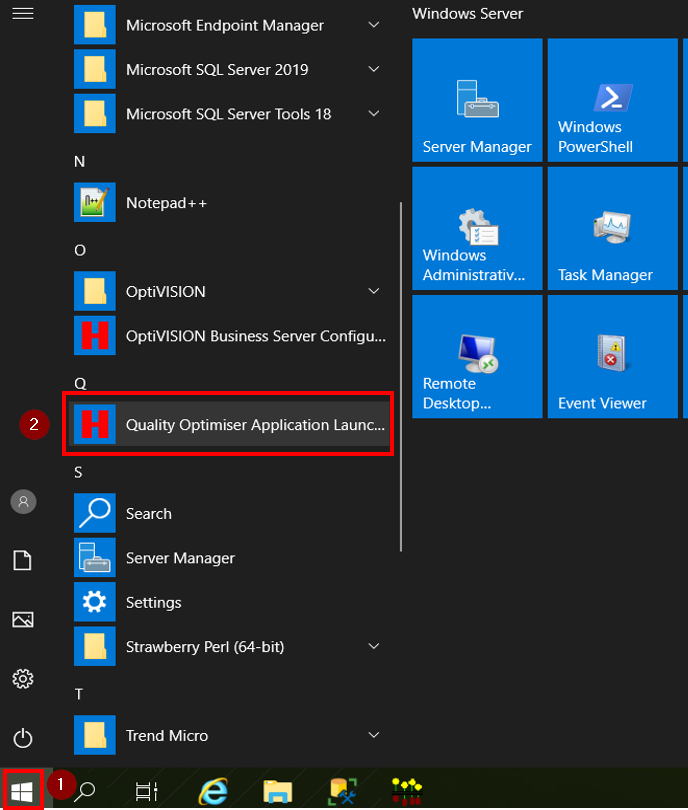 Windows Server
Microsoft Endpoint Manager
Microsoft SQL Server 2019
Microsoft SQL Server Tools 18
N
Notepad++
O
OptiVISION
OptiVISION Business Server Configu...
Q
2
Quality Optimiser Application Launc...
S
Search
Server Manager
Settings
Strawberry Perl (64-bit)
T
Trend Micro
Server Manager
Windows
PowerShell
Windows
Administrativ...
Task Manager
Remote
Desktop...
Event Viewer
1